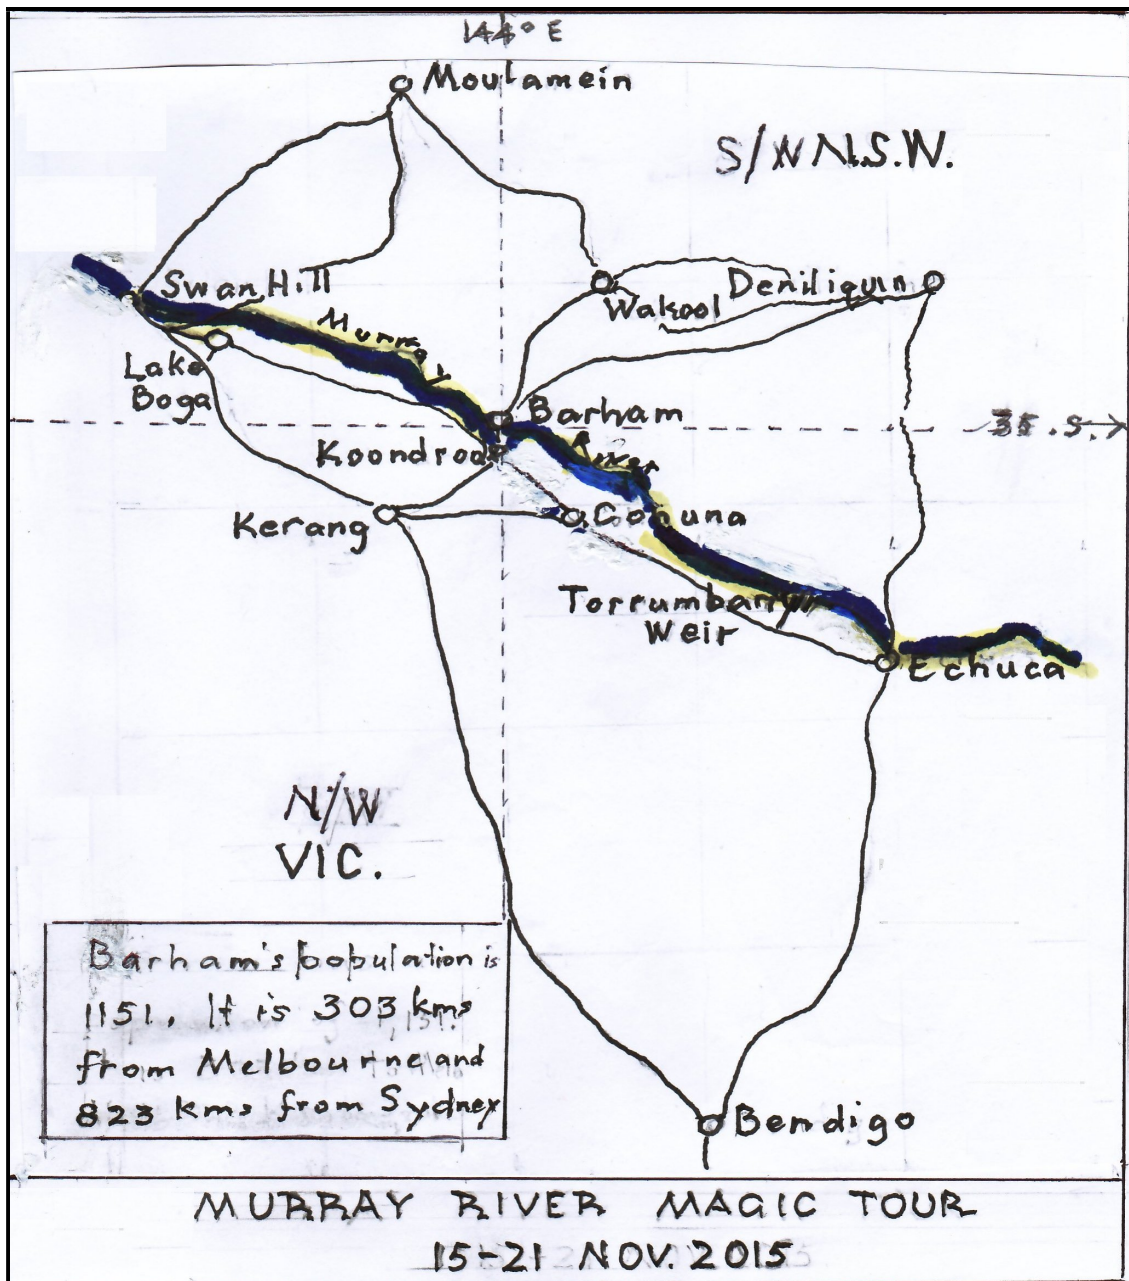 144° E
Moulamein
S/W N.S.W.
Swan Hill
Deniliquin
Wakool
Murray
Lake
Boga
Barham
35°.S.
Koondrook
River
Kerang
Cohuna
Torrumbarry
Weir
Echuca
N/W
VIC.
Barham's population is
1151. It is 303 kms
from Melbourne and
823 kms from Sydney
Bendigo
MURRAY RIVER MAGIC TOUR
15-21 NOV. 2015